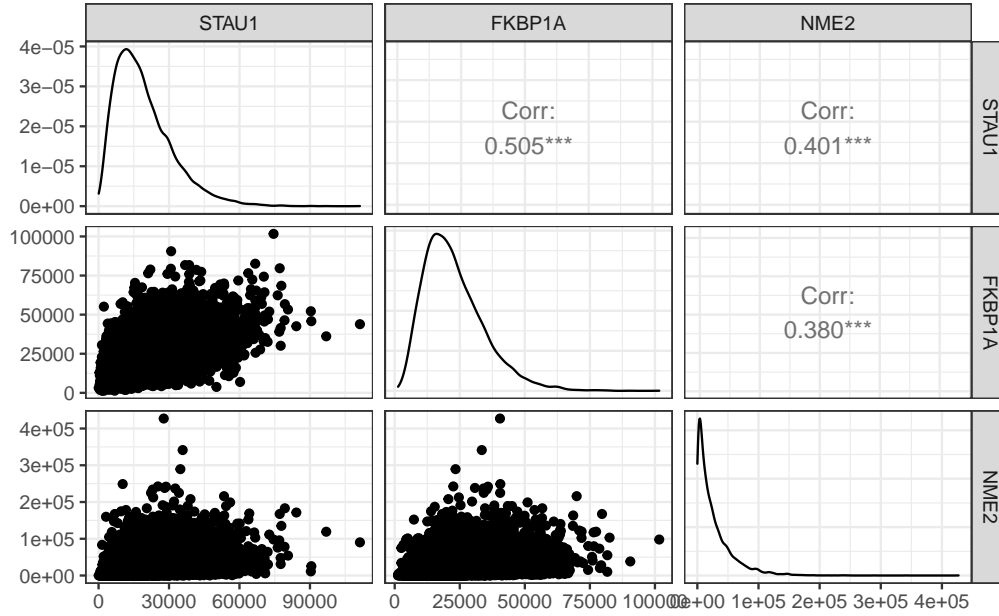 STAU1 FKBP1A NME2
4e−05
3e−05
2e−05
1e−05
0e+00
Corr:
0.505***
Corr:
0.401***
STAU1
100000
75000
50000
25000
0
Corr:
0.380***
FKBP1A
4e+05
3e+05
2e+05
1e+05
0e+00
NME2
0 30000 60000 90000
0 25000 50000 75000 100000
0e+00 1e+05 2e+05 3e+05 4e+05